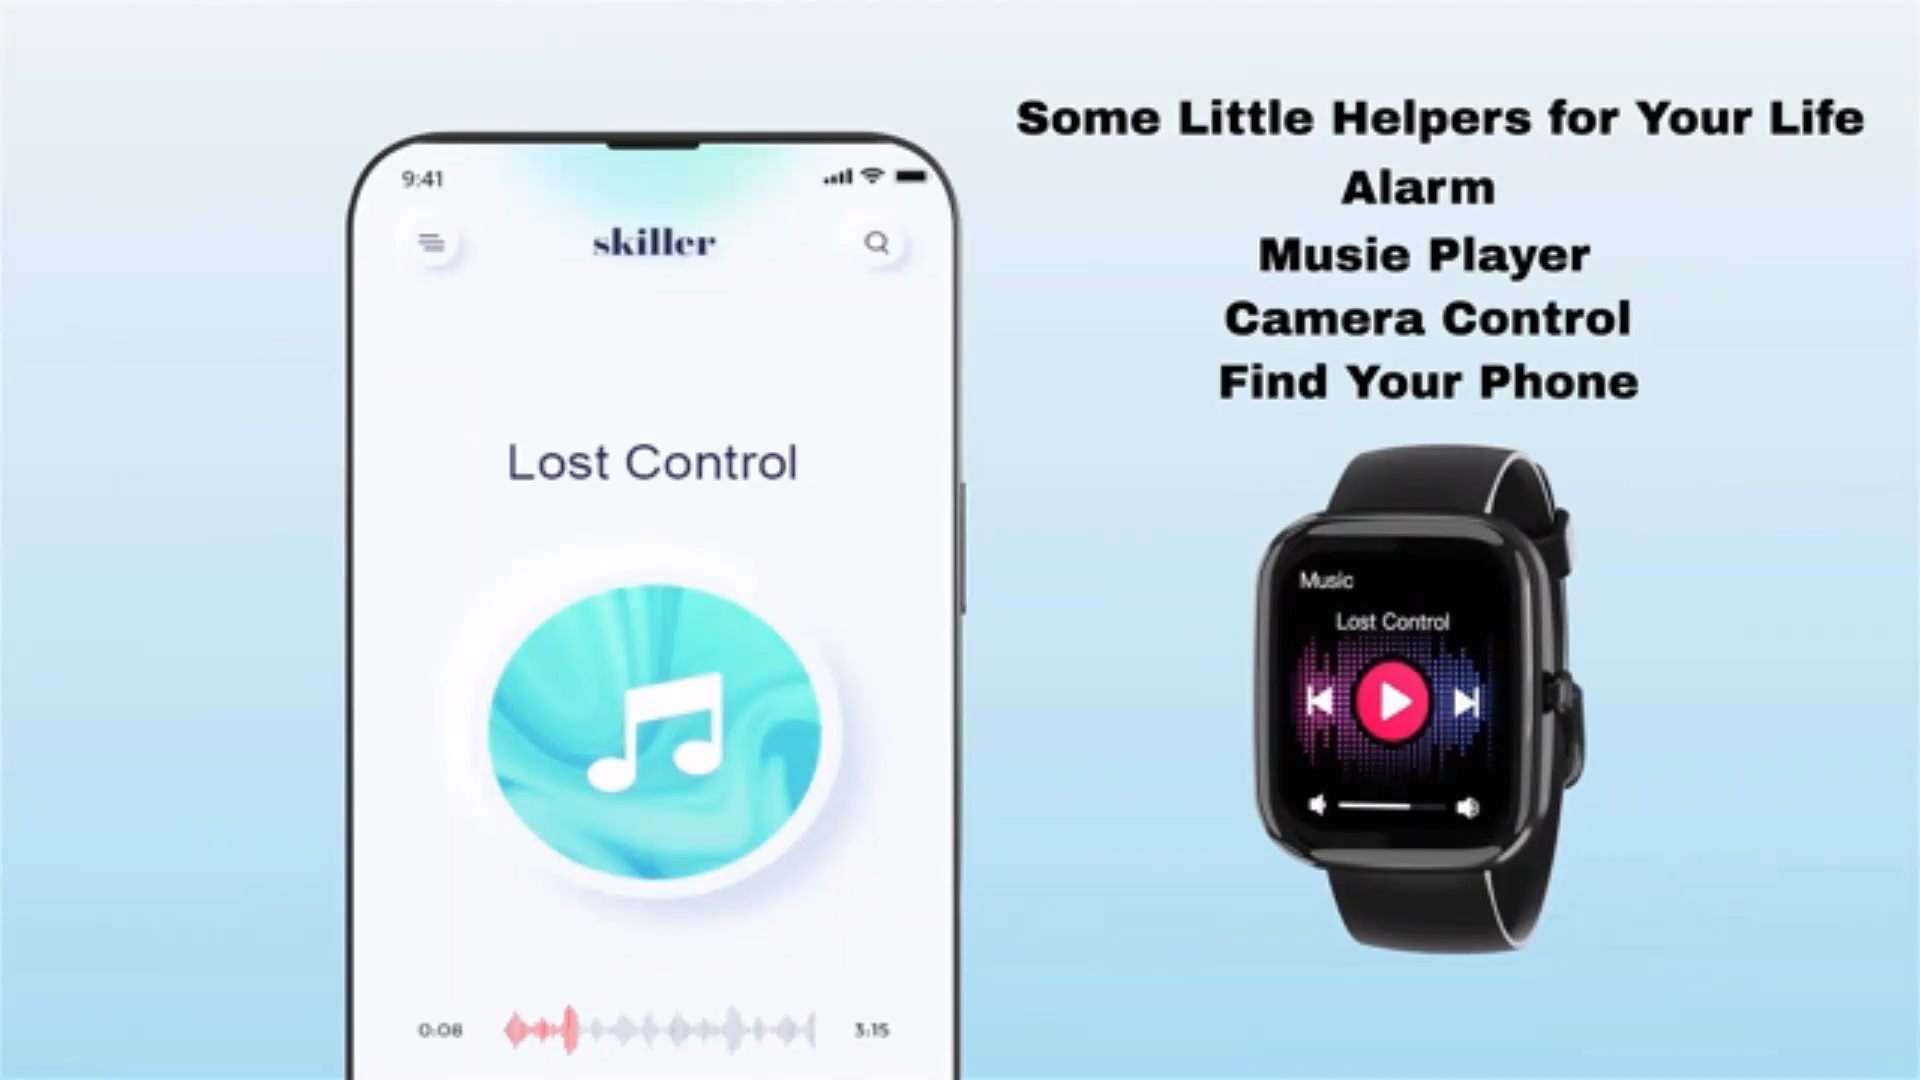 Some Little Helpers for Your Life
Alarm
Musie Player
Camera Control
Find Your Phone
9:41
skiller
Lost Control
0:08
3:15
Music
Lost Control